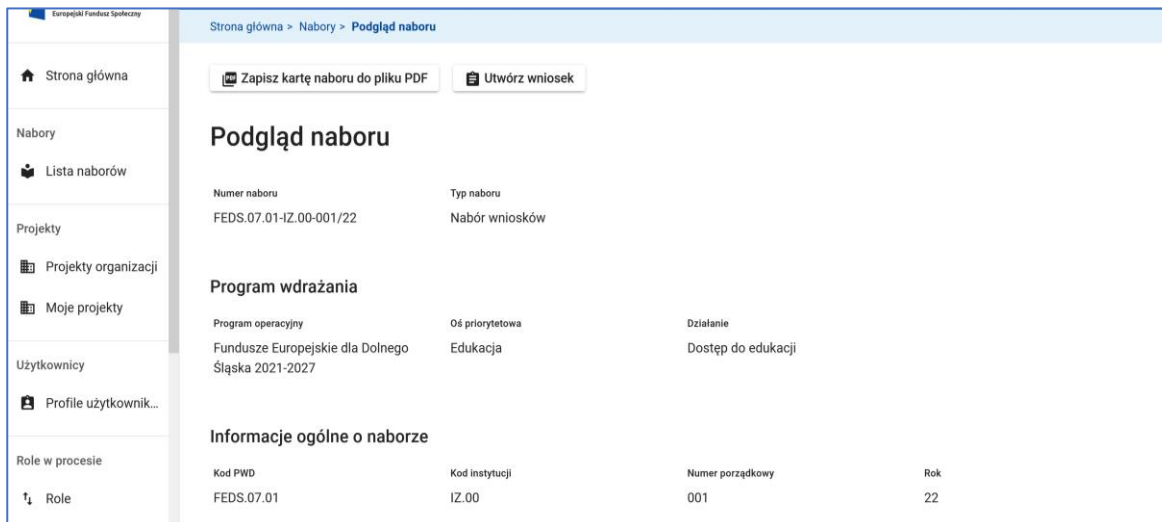 Europejski Fundusz Społeczny
Strona główna
Nabory
Lista naborów
Projekty
Projekty organizacji
Moje projekty
Użytkownicy
Profile użytkownik...
Role w procesie
Role
Strona główna > Nabory > Podgląd naboru
Zapisz kartę naboru do pliku PDF
Utwórz wniosek
Podgląd naboru
Numer naboru
Typ naboru
FEDS.07.01-IZ.00-001/22
Nabór wniosków
Program wdrażania
Program operacyjny
Oś priorytetowa
Działanie
Fundusze Europejskie dla Dolnego
Śląska 2021-2027
Edukacja
Dostęp do edukacji
Informacje ogólne o naborze
Kod PWD
Kod instytucji
Numer porządkowy
Rok
FEDS.07.01
IZ.00
001
22